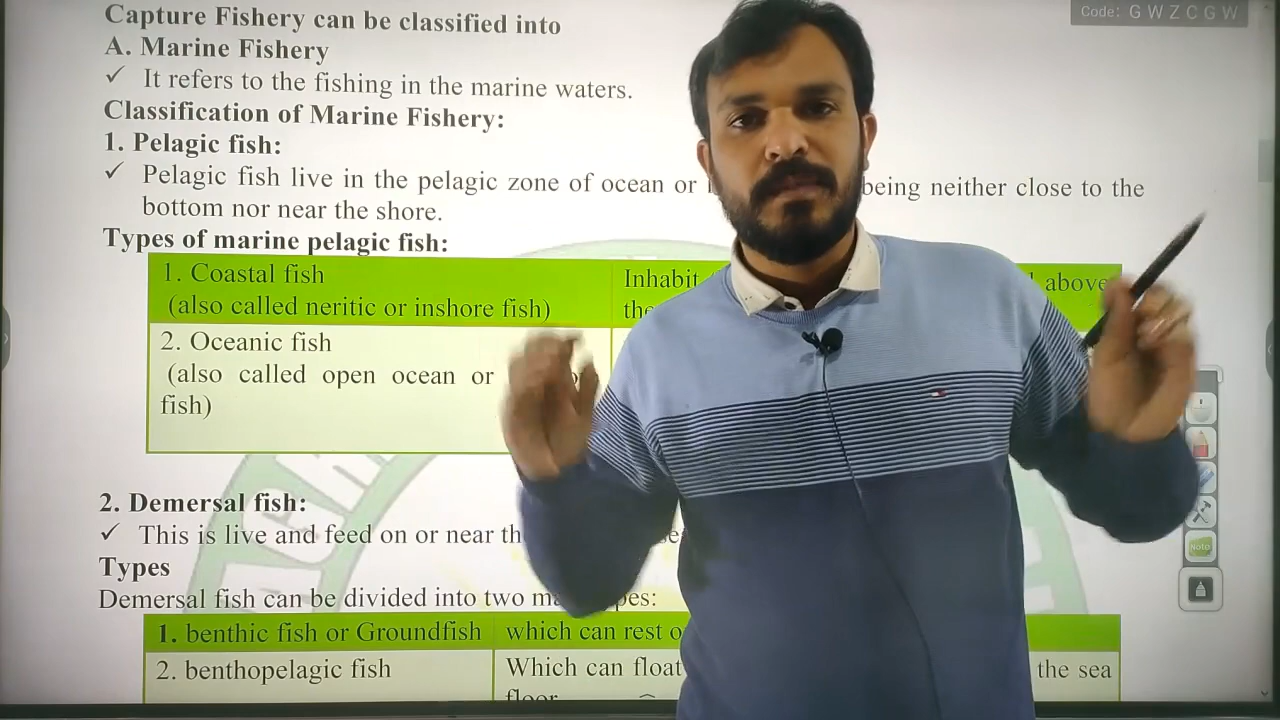 Code: G W Z C G W
Capture Fishery can be classified into
A. Marine Fishery
✓ It refers to the fishing in the marine waters.
Classification of Marine Fishery:
1. Pelagic fish:
✓ Pelagic fish live in the pelagic zone of ocean or being neither close to the
bottom nor near the shore.
Types of marine pelagic fish:
1. Coastal fish Inhabit above
(also called neritic or inshore fish)
2. Oceanic fish
(also called open ocean or
fish)
2. Demersal fish:
✓ This is live and feed on or near
Types
Demersal fish can be divided into two
1. benthic fish or Groundfish which can rest
2. benthopelagic fish Which can float the sea
floor
Note